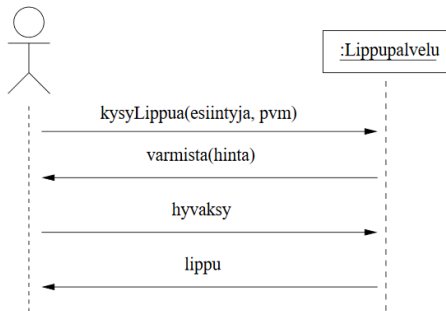 :Lippupalvelu
kysyLippua(esiintyja, pvm)
varmista(hinta)
hyvaksy
lippu